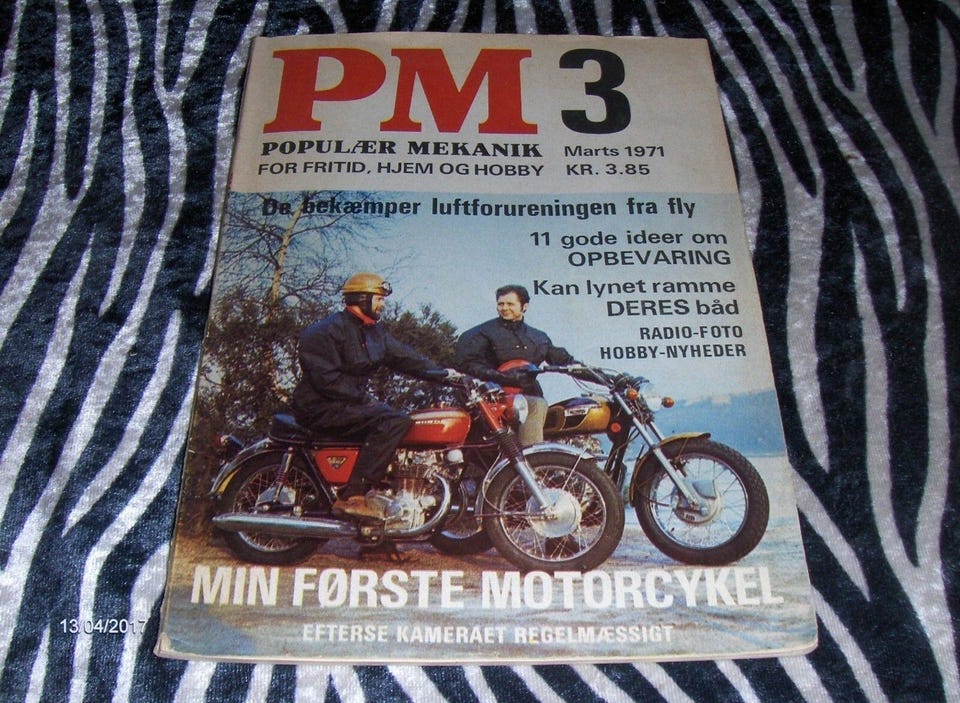 PM 3
POPULÆR MEKANIK
FOR FRITID, HJEM OG HOBBY
Marts 1971
KR. 3.85
De bekæmper luftforureningen fra fly
11 gode ideer om
OPBEVARING
Kan lynet ramme
DERES båd
RADIO-FOTO
HOBBY-NYHEDER
MIN FØRSTE MOTORCYKEL
EFTERSE KAMERAET REGELMÆSSIGT
13/04/2017